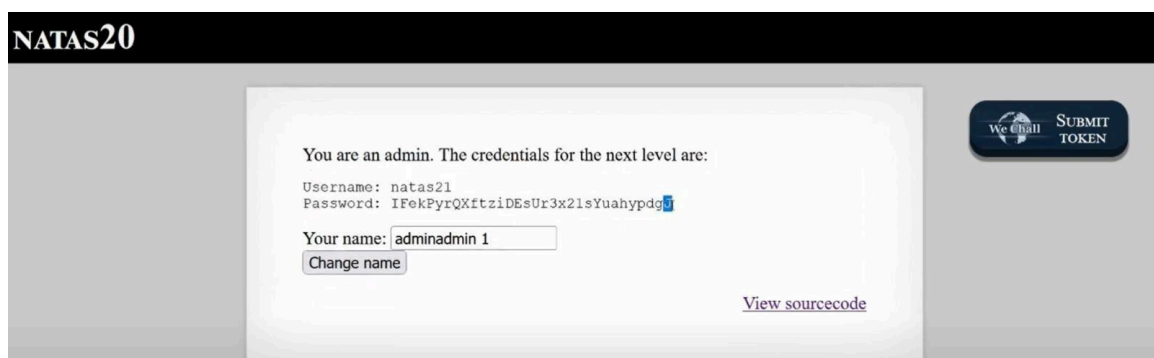 NATAS20
We Chall SUBMIT
TOKEN
You are an admin. The credentials for the next level are:
Username: natas21
Password: IFekPyrQXftziDEsUr3x21sYuahypdgJ
Your name: adminadmin 1
Change name
View sourcecode